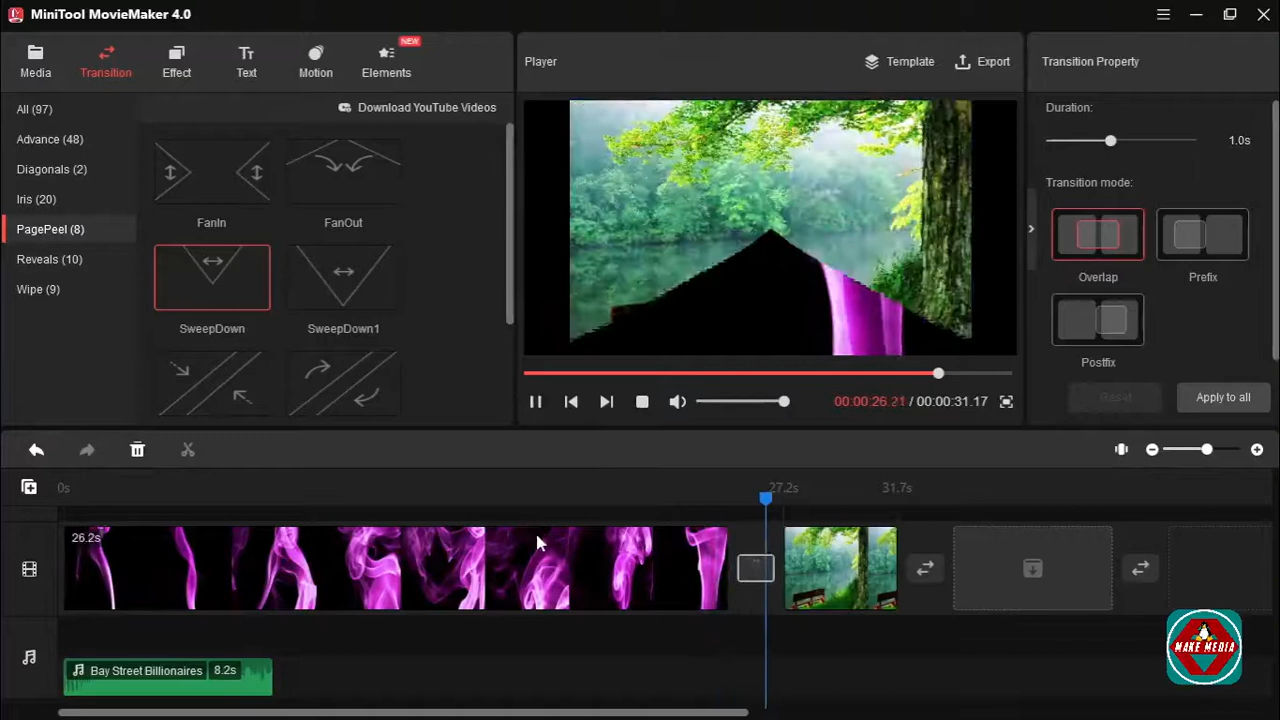 MiniTool MovieMaker 4.0
Media
Transition
Effect
Text
Motion
NEW
Elements
All (97)
Advance (48)
Diagonals (2)
Iris (20)
PagePeel (8)
Reveals (10)
Wipe (9)
Download YouTube Videos
FanIn
FanOut
SweepDown
SweepDown1
Player
Template
Export
00:00:26.21 / 00:00:31.17
Transition Property
Duration:
1.0s
Transition mode:
Overlap
Prefix
Postfix
Reset
Apply to all
0s
27.2s
31.7s
26.2s
Bay Street Billionaires
8.2s
MAKE MEDIA